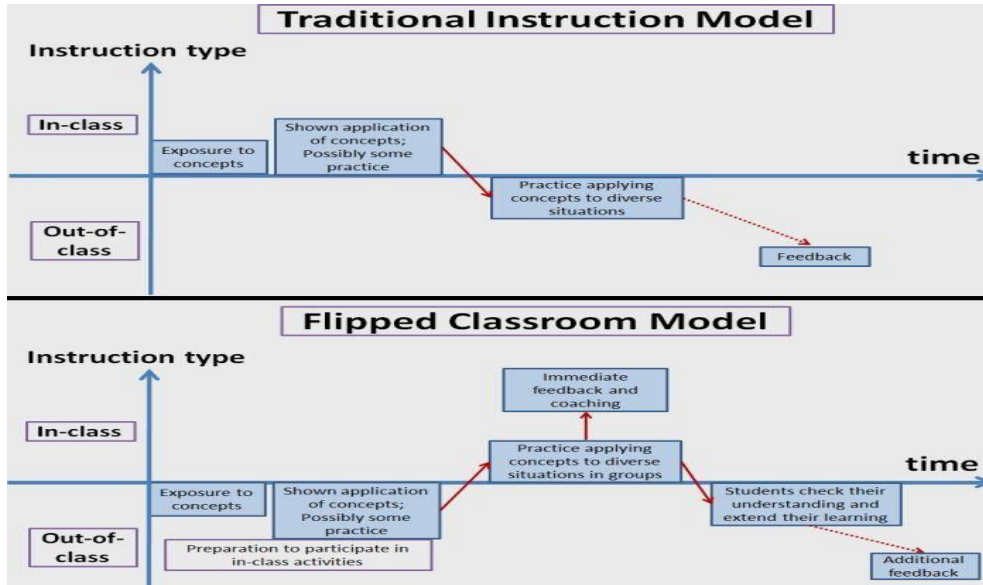 Traditional Instruction Model
Instruction type
In-class
Exposure to
concepts
Shown application
of concepts;
Possibly some
practice
time
Practice applying
concepts to diverse
situations
Out-of-
class
Feedback
Flipped Classroom Model
Instruction type
Immediate
feedback and
coaching
In-class
Practice applying
concepts to diverse
situations in groups
time
Exposure to
concepts
Shown application
of concepts;
Possibly some
practice
Students check their
understanding and
extend their learning
Out-of-
class
Preparation to participate in
in-class activities
Additional
feedback